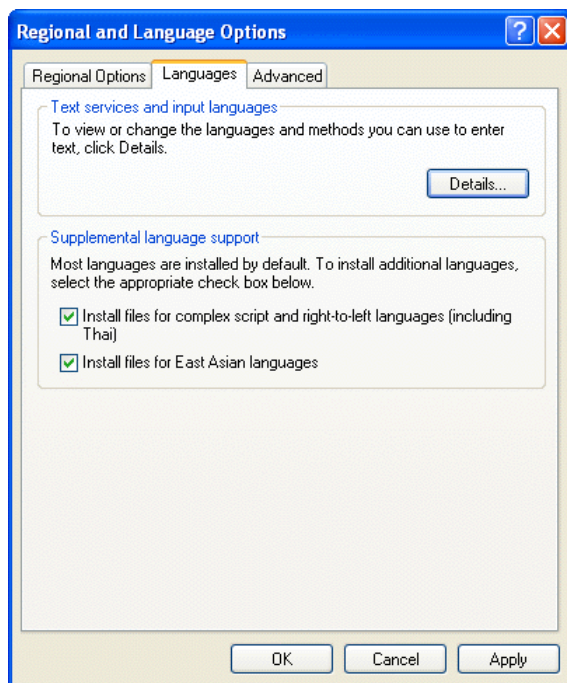 Regional and Language Options
Regional Options Languages Advanced
Text services and input languages
To view or change the languages and methods you can use to enter
text, click Details.
Details...
Supplemental language support
Most languages are installed by default. To install additional languages,
select the appropriate check box below.
Install files for complex script and right-to-left languages (including
Thai)
Install files for East Asian languages
OK Cancel Apply